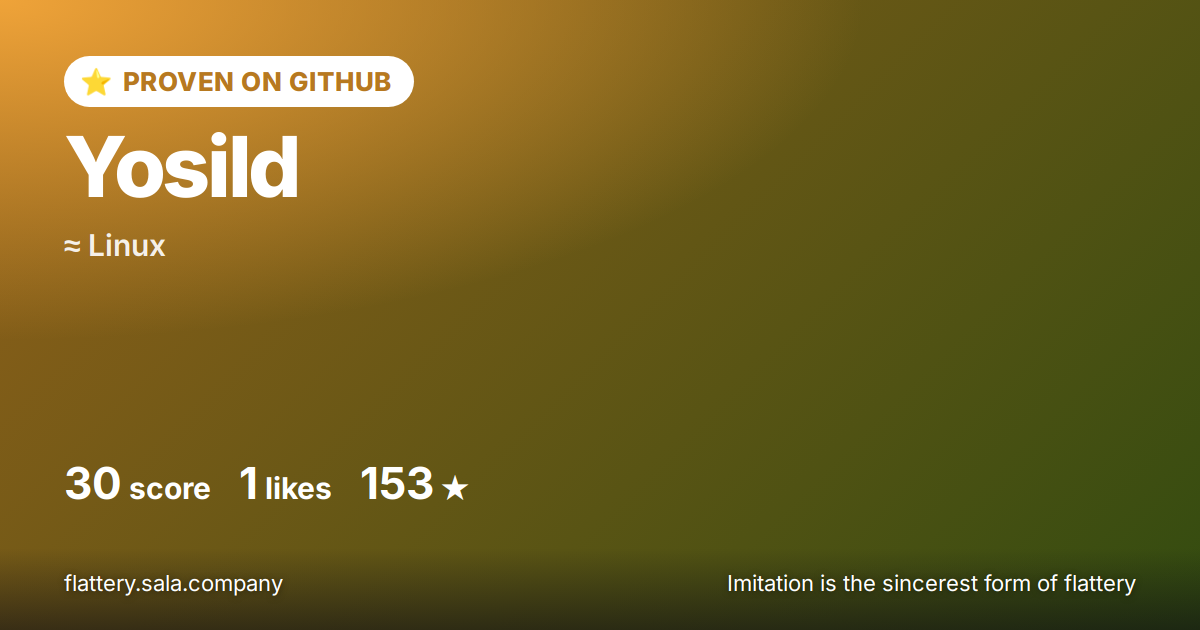 ⭐ PROVEN ON GITHUB
Yosild
≈ Linux
30 score 1 likes 153 ★
flattery.sala.company
Imitation is the sincerest form of flattery